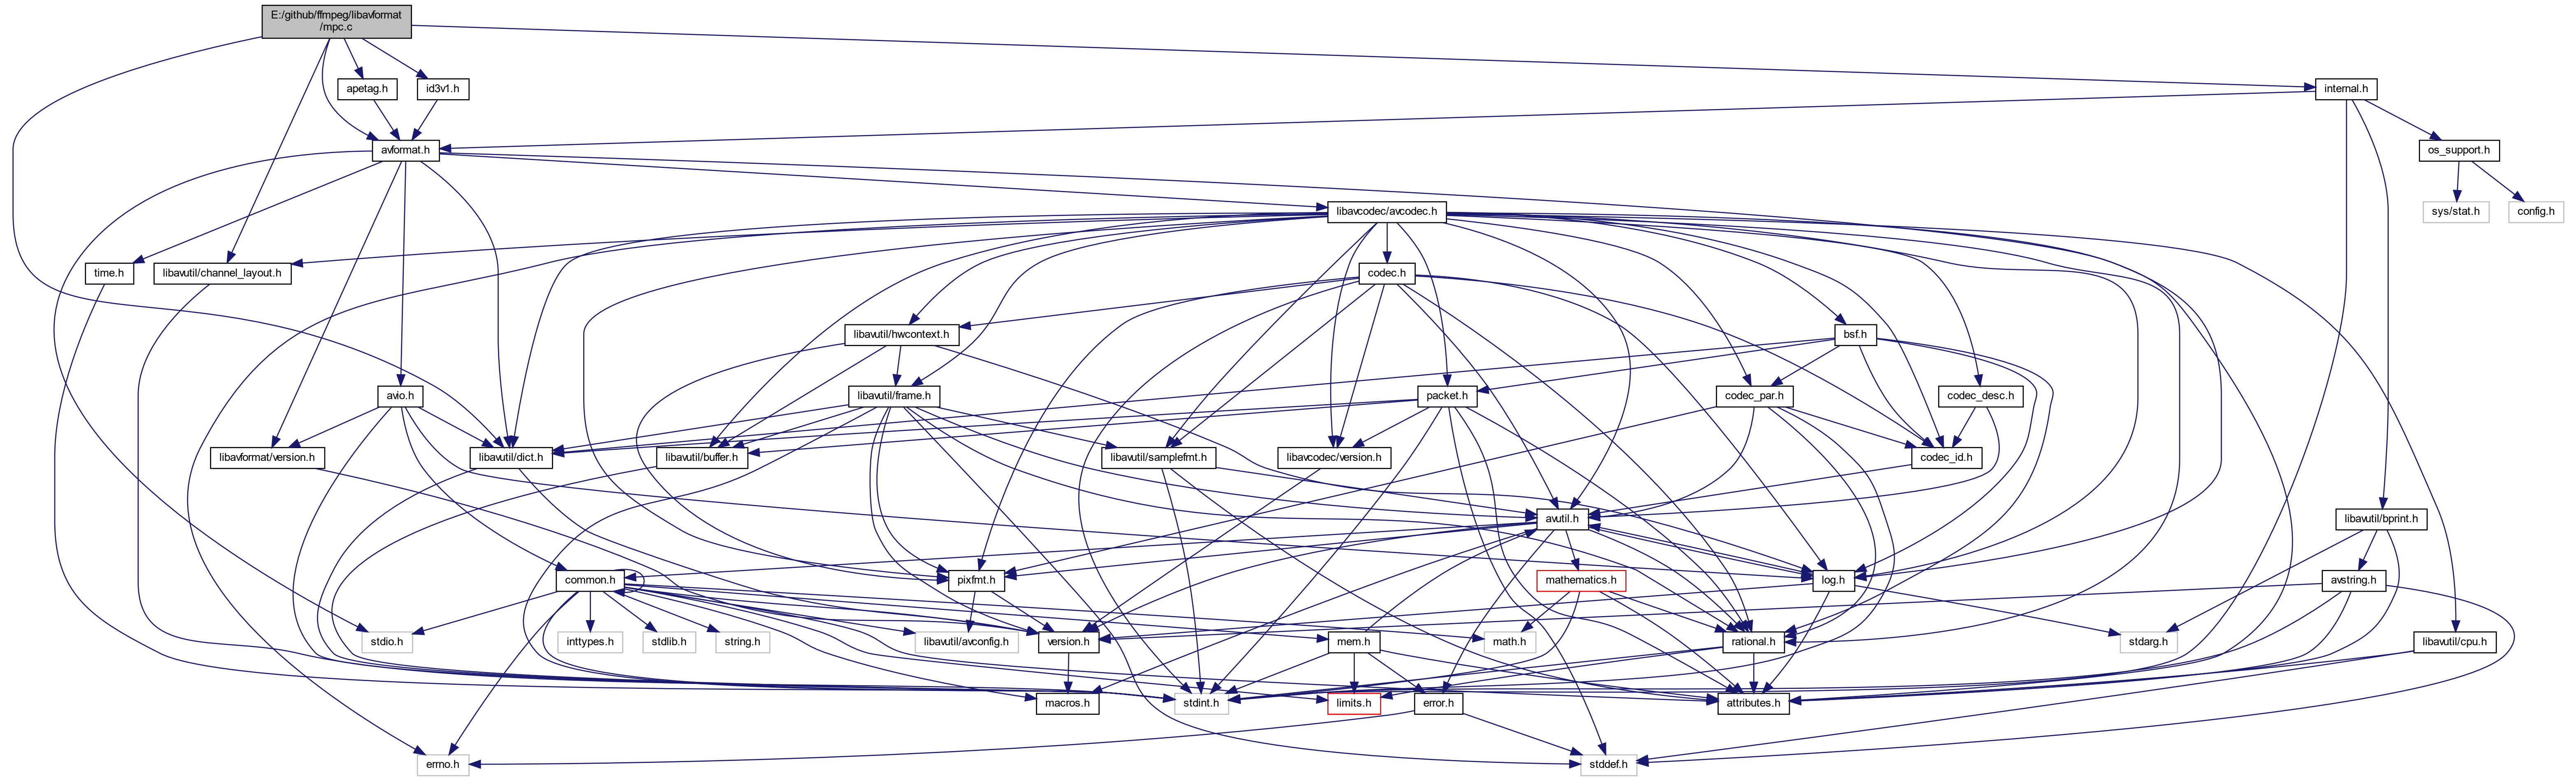 E:/github/ffmpeg/libavformat
/mpc.c
apetag.h
id3v1.h
internal.h
avformat.h
os_support.h
libavcodec/avcodec.h
sys/stat.h
config.h
time.h
libavutil/channel_layout.h
codec.h
libavutil/hwcontext.h
bsf.h
avio.h
libavutil/frame.h
packet.h
codec_par.h
codec_desc.h
libavformat/version.h
libavutil/dict.h
libavutil/buffer.h
libavutil/samplefmt.h
libavcodec/version.h
codec_id.h
avutil.h
libavutil/bprint.h
common.h
pixfmt.h
mathematics.h
log.h
avstring.h
stdio.h
inttypes.h
stdlib.h
string.h
libavutil/avconfig.h
version.h
mem.h
math.h
rational.h
stdarg.h
libavutil/cpu.h
macros.h
stdint.h
limits.h
error.h
attributes.h
errno.h
stddef.h